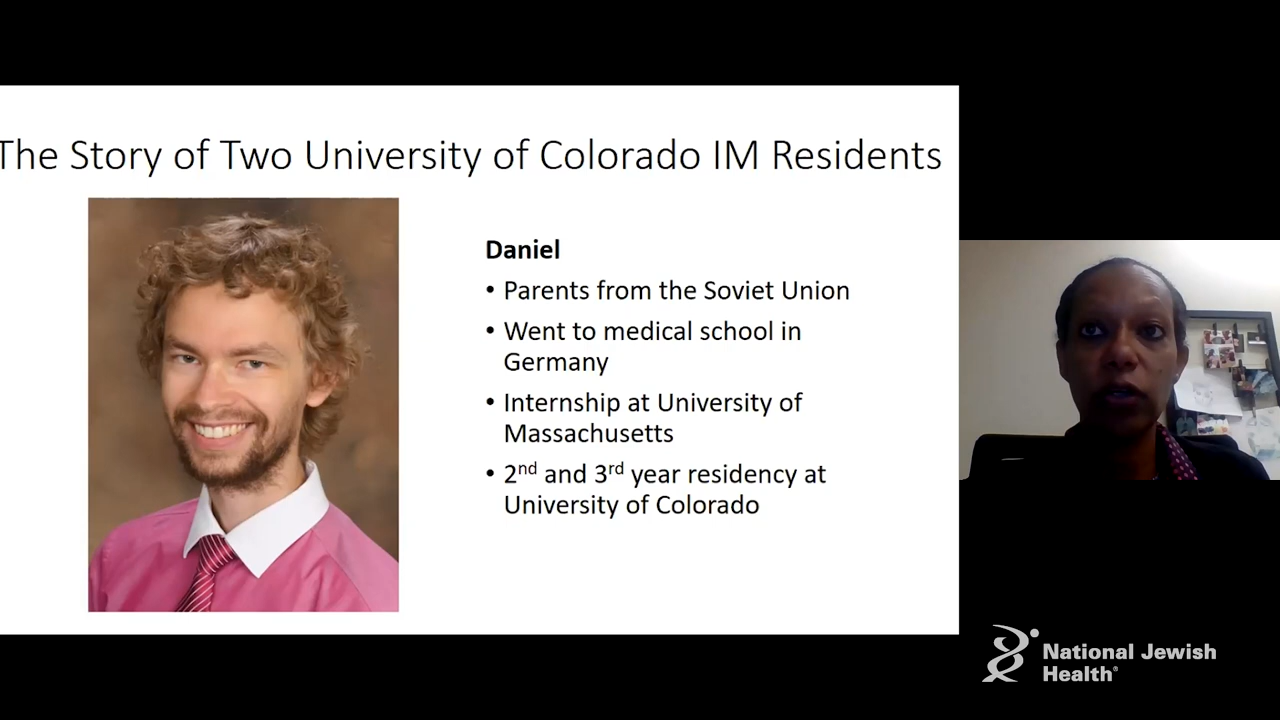 The Story of Two University of Colorado IM Residents
Daniel
• Parents from the Soviet Union
• Went to medical school in
Germany
• Internship at University of
Massachusetts
• 2nd and 3rd year residency at
University of Colorado
National Jewish
Health®